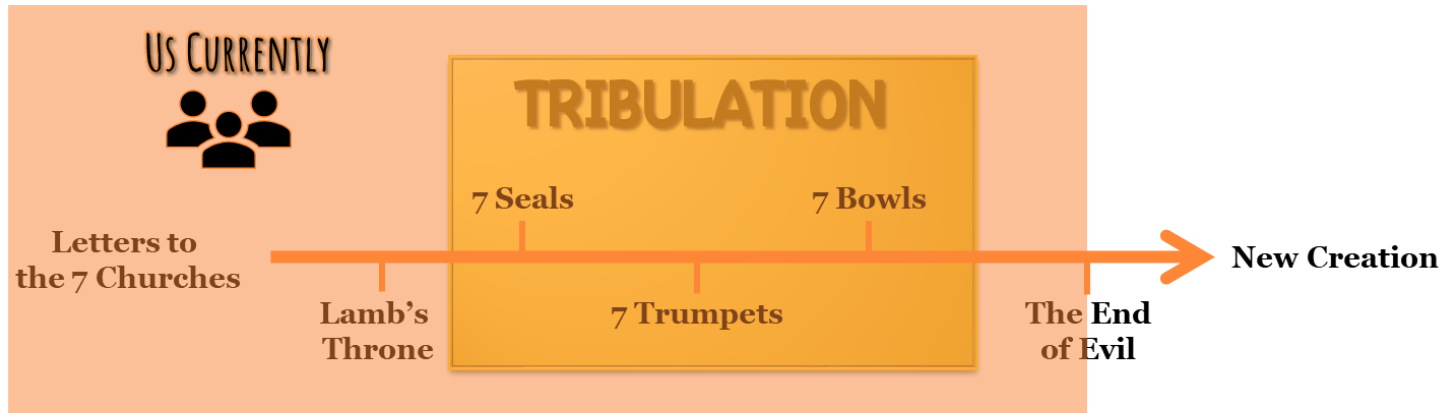 Us Currently
TRIBULATION
7 Seals
7 Bowls
Letters to
the 7 Churches
New Creation
Lamb's
Throne
7 Trumpets
The End
of Evil